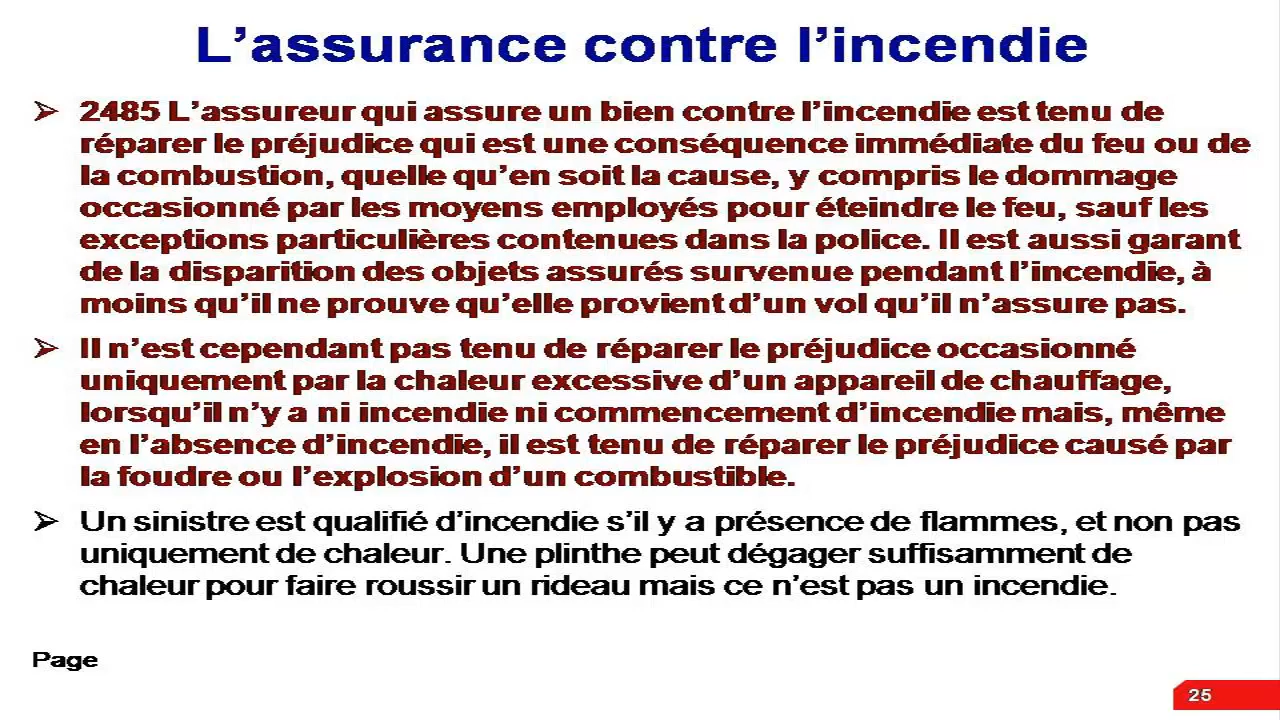 L’assurance contre l’incendie
➢ 2485 L’assureur qui assure un bien contre l’incendie est tenu de
réparer le préjudice qui est une conséquence immédiate du feu ou de
la combustion, quelle qu’en soit la cause, y compris le dommage
occasionné par les moyens employés pour éteindre le feu, sauf les
exceptions particulières contenues dans la police. Il est aussi garant
de la disparition des objets assurés survenue pendant l’incendie, à
moins qu’il ne prouve qu’elle provient d’un vol qu’il n’assure pas.
➢ Il n’est cependant pas tenu de réparer le préjudice occasionné
uniquement par la chaleur excessive d’un appareil de chauffage,
lorsqu’il n’y a ni incendie ni commencement d’incendie mais, même
en l’absence d’incendie, il est tenu de réparer le préjudice causé par
la foudre ou l’explosion d’un combustible.
➢ Un sinistre est qualifié d’incendie s’il y a présence de flammes, et non pas
uniquement de chaleur. Une plinthe peut dégager suffisamment de
chaleur pour faire roussir un rideau mais ce n’est pas un incendie.
Page
25